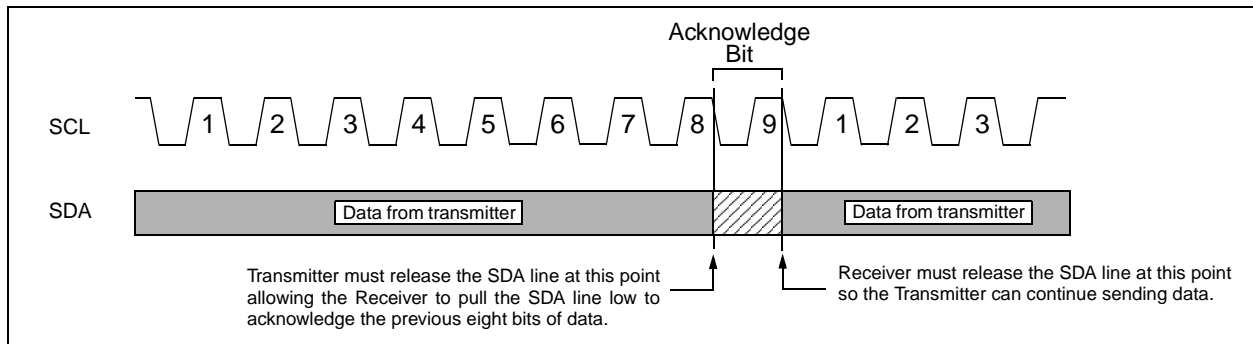 Acknowledge
Bit
SCL 1 2 3 4 5 6 7 8 9 1 2 3
SDA Data from transmitter Data from transmitter
Transmitter must release the SDA line at this point
allowing the Receiver to pull the SDA line low to
acknowledge the previous eight bits of data.
Receiver must release the SDA line at this point
so the Transmitter can continue sending data.